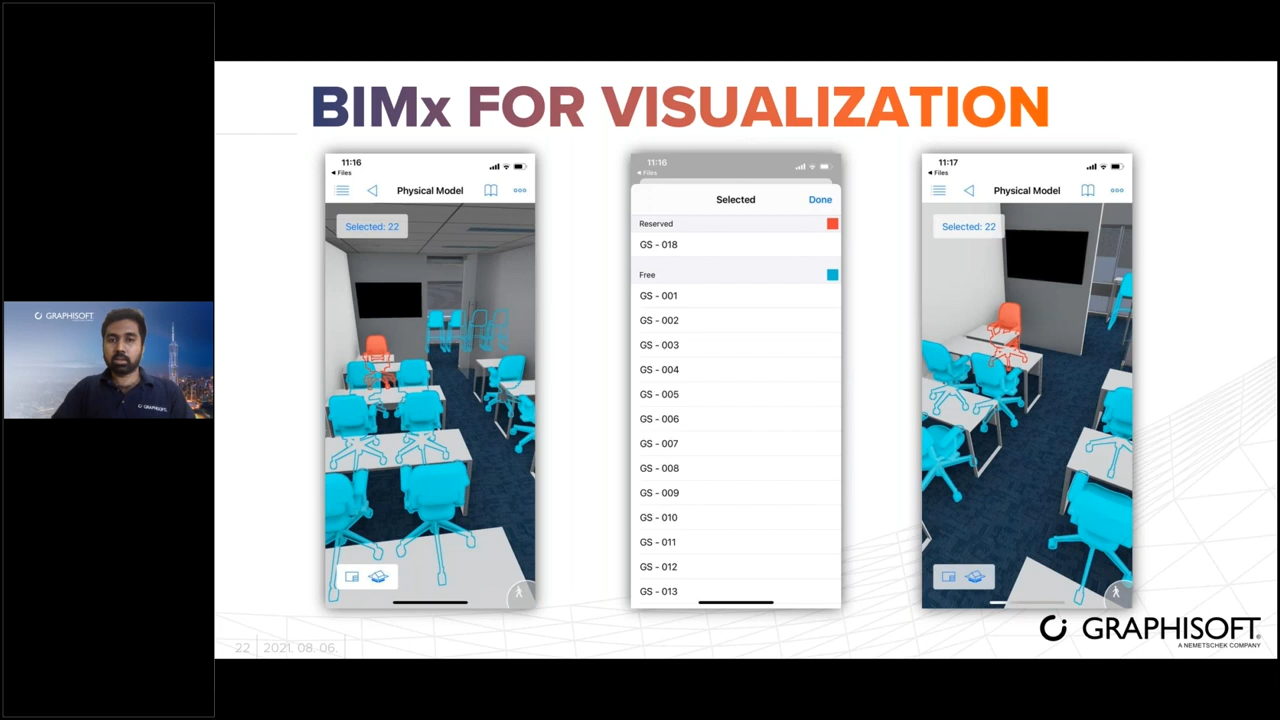 BIMx FOR VISUALIZATION
11:16
Files
Physical Model
Selected: 22
11:16
Files
Selected
Done
Reserved
GS - 018
Free
GS - 001
GS - 002
GS - 003
GS - 004
GS - 005
GS - 006
GS - 007
GS - 008
GS - 009
GS - 010
GS - 011
GS - 012
GS - 013
11:17
Files
Physical Model
Selected: 22
GRAPHISOFT
GRAPHISOFT
GRAPHISOFT
A NEMETSCHEK COMPANY
22 | 2021. 08. 06.